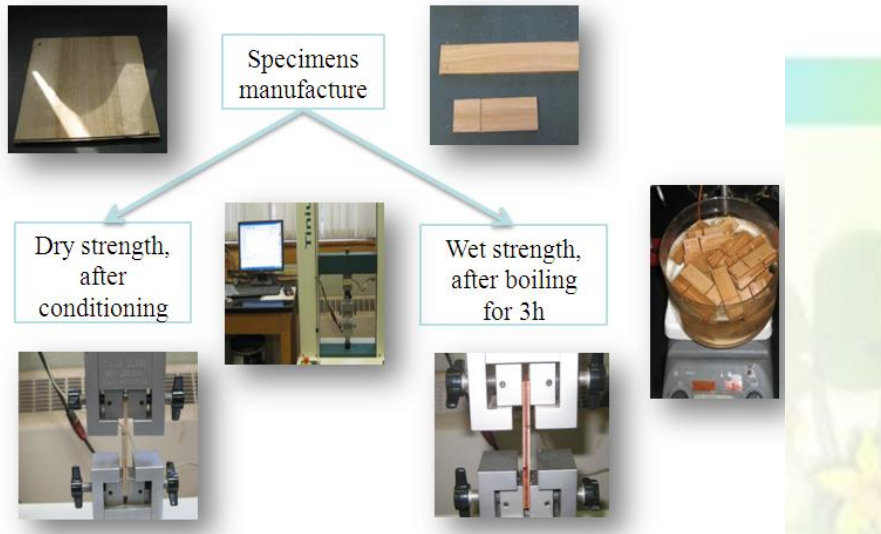 Specimens
manufacture
Dry strength,
after
conditioning
Wet strength,
after boiling
for 3h